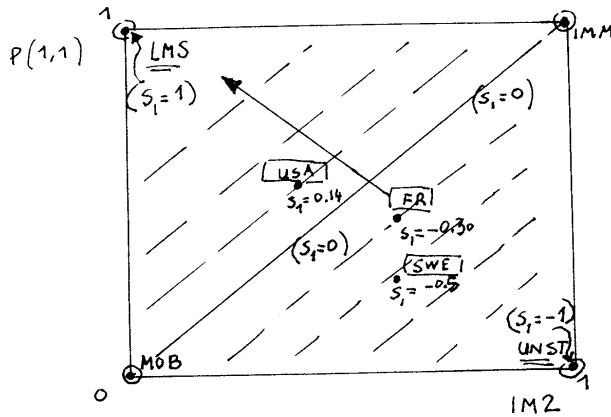 1
IMM
P(1,1)
LMS
(S₁=1)
(S₁=0)
USA
S₁=0.14
FR
S₁=-0.30
(S₁=0)
SWE
S₁=-0.5
(S₁=-1)
MOB
UNST
0
1
IM2